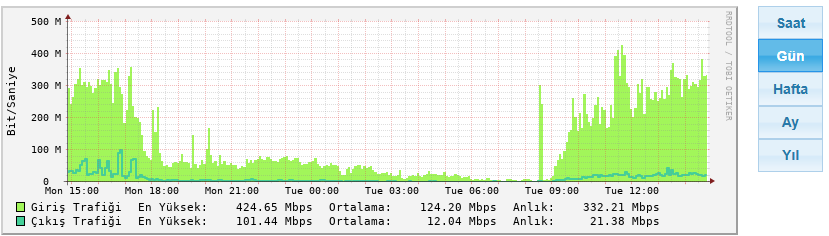 500 M
400 M
300 M
200 M
100 M
0
Bit/Saniye
Mon 15:00 Mon 18:00 Mon 21:00 Tue 00:00 Tue 03:00 Tue 06:00 Tue 09:00 Tue 12:00
Giriş Trafiği En Yüksek: 424.65 Mbps Ortalama: 124.20 Mbps Anlık: 332.21 Mbps
Çıkış Trafiği En Yüksek: 101.44 Mbps Ortalama: 12.04 Mbps Anlık: 21.38 Mbps
RRDTOOL / TOBI OETIKER
Saat
Gün
Hafta
Ay
Yıl